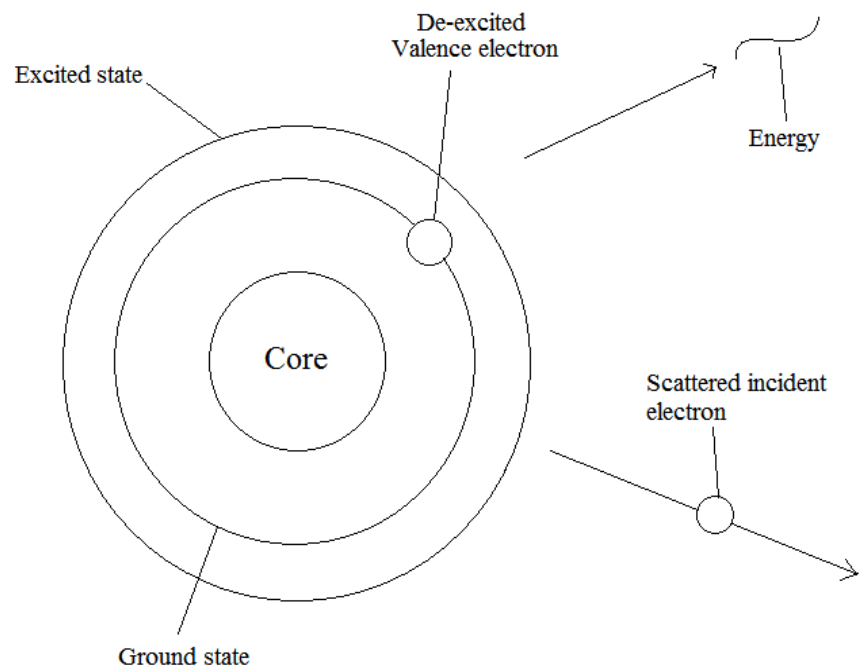 De-excited
Valence electron
Excited state
Energy
Core
Scattered incident
electron
Ground state